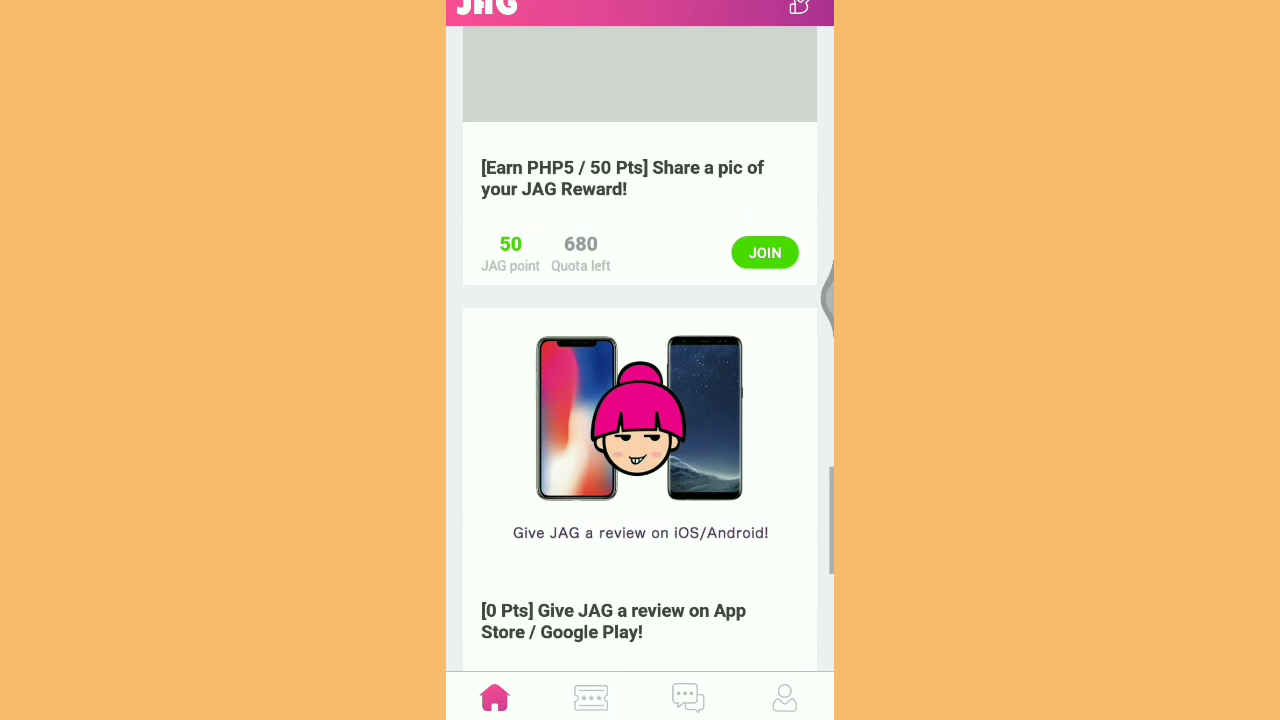 JAG
[Earn PHP5 / 50 Pts] Share a pic of
your JAG Reward!
50 680
JAG point Quota left
JOIN
Give JAG a review on iOS/Android!
[0 Pts] Give JAG a review on App
Store / Google Play!